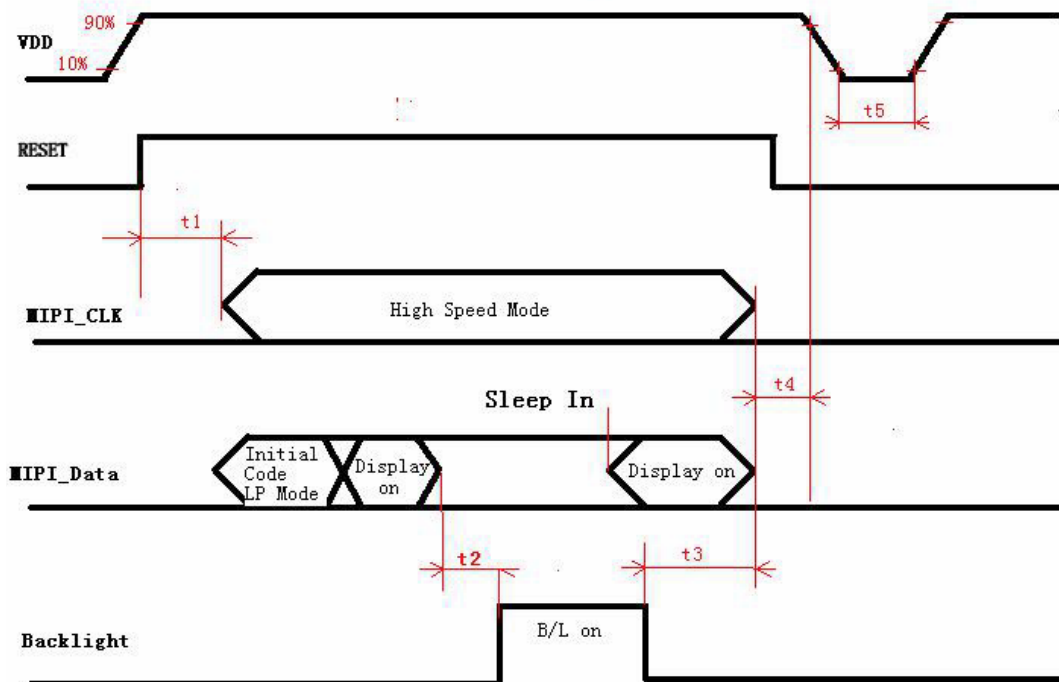 90%
VDD
10%
t5
RESET
t1
High Speed Mode
MIPI_CLK
t4
Sleep In
Initial
Code
LP Mode
Display
on
Display on
MIPI_Data
t2
t3
B/L on
Backlight